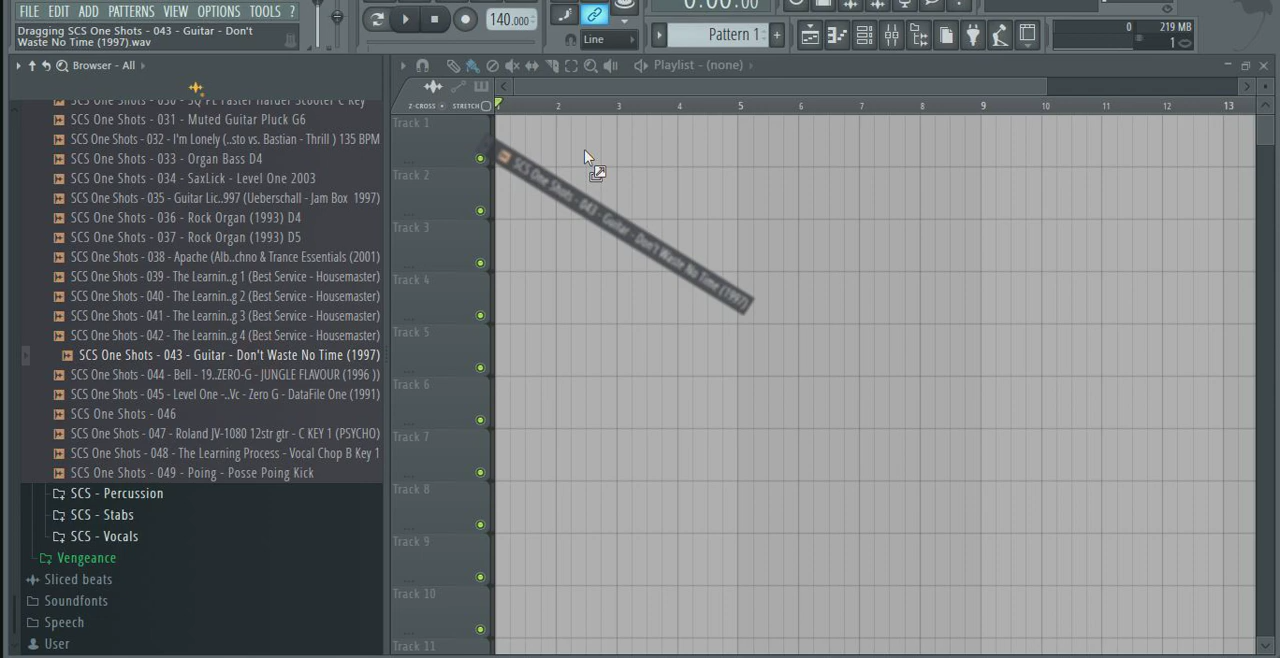 FILE EDIT ADD PATTERNS VIEW OPTIONS TOOLS ?
Dragging SCS One Shots - 043 - Guitar - Don't
Waste No Time (1997).wav
140.000
Line
Pattern 1
0
219 MB
1
Browser - All
Playlist - (none)
Z-CROSS
STRETCH
1 2 3 4 5 6 7 8 9 10 11 12 13
SCS One Shots - 031 - Muted Guitar Pluck G6
SCS One Shots - 032 - I'm Lonely (..sto vs. Bastian - Thrill ) 135 BPM
SCS One Shots - 033 - Organ Bass D4
SCS One Shots - 034 - SaxLick - Level One 2003
SCS One Shots - 035 - Guitar Lic..997 (Ueberschall - Jam Box 1997)
SCS One Shots - 036 - Rock Organ (1993) D4
SCS One Shots - 037 - Rock Organ (1993) D5
SCS One Shots - 038 - Apache (Alb..chno & Trance Essentials (2001)
SCS One Shots - 039 - The Learnin..g 1 (Best Service - Housemaster)
SCS One Shots - 040 - The Learnin..g 2 (Best Service - Housemaster)
SCS One Shots - 041 - The Learnin..g 3 (Best Service - Housemaster)
SCS One Shots - 042 - The Learnin..g 4 (Best Service - Housemaster)
SCS One Shots - 043 - Guitar - Don't Waste No Time (1997)
SCS One Shots - 044 - Bell - 19..ZERO-G - JUNGLE FLAVOUR (1996 ))
SCS One Shots - 045 - Level One -..Vc - Zero G - DataFile One (1991)
SCS One Shots - 046
SCS One Shots - 047 - Roland JV-1080 12str gtr - C KEY 1 (PSYCHO)
SCS One Shots - 048 - The Learning Process - Vocal Chop B Key 1
SCS One Shots - 049 - Poing - Posse Poing Kick
SCS - Percussion
SCS - Stabs
SCS - Vocals
Vengeance
Sliced beats
Soundfonts
Speech
User
Track 1
Track 2
Track 3
Track 4
Track 5
Track 6
Track 7
Track 8
Track 9
Track 10
Track 11
SCS One Shots - 043 - Guitar - Don't Waste No Time (1997)